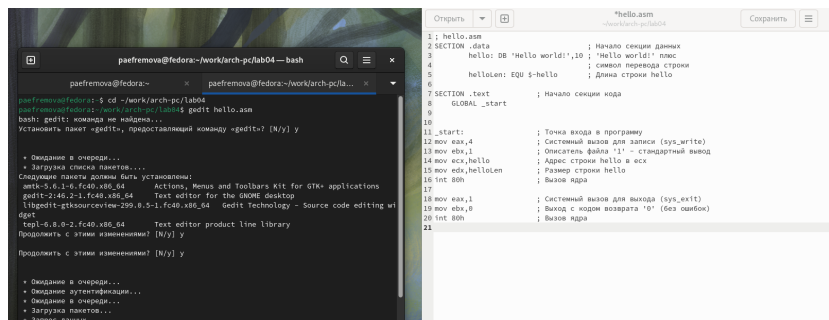 paefremova@fedora:~/work/arch-pc/lab04 — bash
paefremova@fedora:~
paefremova@fedora:~/work/arch-pc/la...
paefremova@fedora:~$ cd ~/work/arch-pc/lab04
paefremova@fedora:~/work/arch-pc/lab04$ gedit hello.asm
bash: gedit: команда не найдена...
Установить пакет «gedit», предоставляющий команду «gedit»? [N/y] y
* Ожидание в очереди...
* Загрузка списка пакетов....
Следующие пакеты должны быть установлены:
amtk-5.6.1-6.fc40.x86_64 Actions, Menus and Toolbars Kit for GTK+ applications
gedit-2:46.2-1.fc40.x86_64 Text editor for the GNOME desktop
libgedit-gtksourceview-299.0.5-1.fc40.x86_64 Gedit Technology - Source code editing wi
dget
tepl-6.8.0-2.fc40.x86_64 Text editor product line library
Продолжить с этими изменениями? [N/y] y
Продолжить с этими изменениями? [N/y] y
* Ожидание в очереди...
* Ожидание аутентификации...
* Ожидание в очереди...
* Загрузка пакетов...
* Запрос данных...
Открыть
*hello.asm
~/work/arch-pc/lab04
Сохранить
1 ; hello.asm
2 SECTION .data ; Начало секции данных
3 hello: DB 'Hello world!',10 ; 'Hello world!' плюс
4 ; символ перевода строки
5 helloLen: EQU $-hello ; Длина строки hello
6
7 SECTION .text ; Начало секции кода
8 GLOBAL _start
9
10
11 _start: ; Точка входа в программу
12 mov eax,4 ; Системный вызов для записи (sys_write)
13 mov ebx,1 ; Описатель файла '1' - стандартный вывод
14 mov ecx,hello ; Адрес строки hello в ecx
15 mov edx,helloLen ; Размер строки hello
16 int 80h ; Вызов ядра
17
18 mov eax,1 ; Системный вызов для выхода (sys_exit)
19 mov ebx,0 ; Выход с кодом возврата '0' (без ошибок)
20 int 80h ; Вызов ядра
21